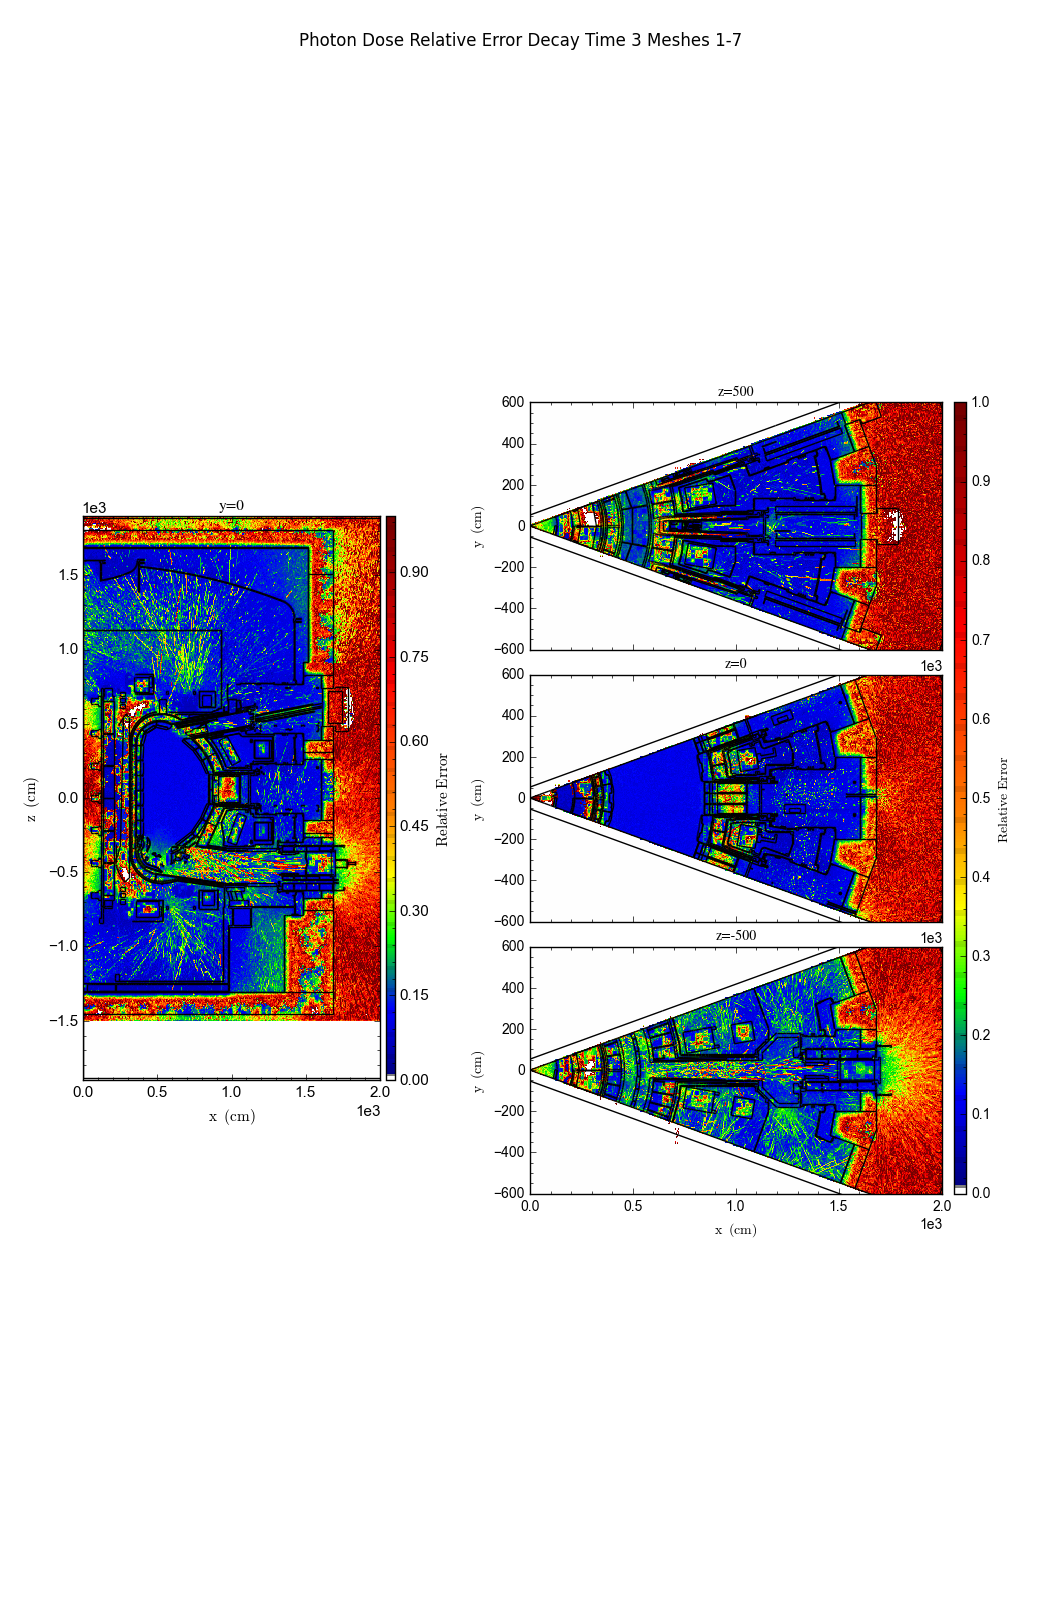 Photon Dose Relative Error Decay Time 3 Meshes 1-7
y=0
1e3
z (cm)
1.5
1.0
0.5
0.0
−0.5
−1.0
−1.5
0.0 0.5 1.0 1.5 2.0
1e3
x (cm)
0.90
0.75
0.60
0.45
0.30
0.15
0.00
Relative Error
z=500
y (cm)
600
400
200
0
−200
−400
−600
1e3
z=0
y (cm)
600
400
200
0
−200
−400
−600
1e3
z=-500
y (cm)
600
400
200
0
−200
−400
−600
0.0 0.5 1.0 1.5 2.0
1e3
x (cm)
1.0
0.9
0.8
0.7
0.6
0.5
0.4
0.3
0.2
0.1
0.0
Relative Error